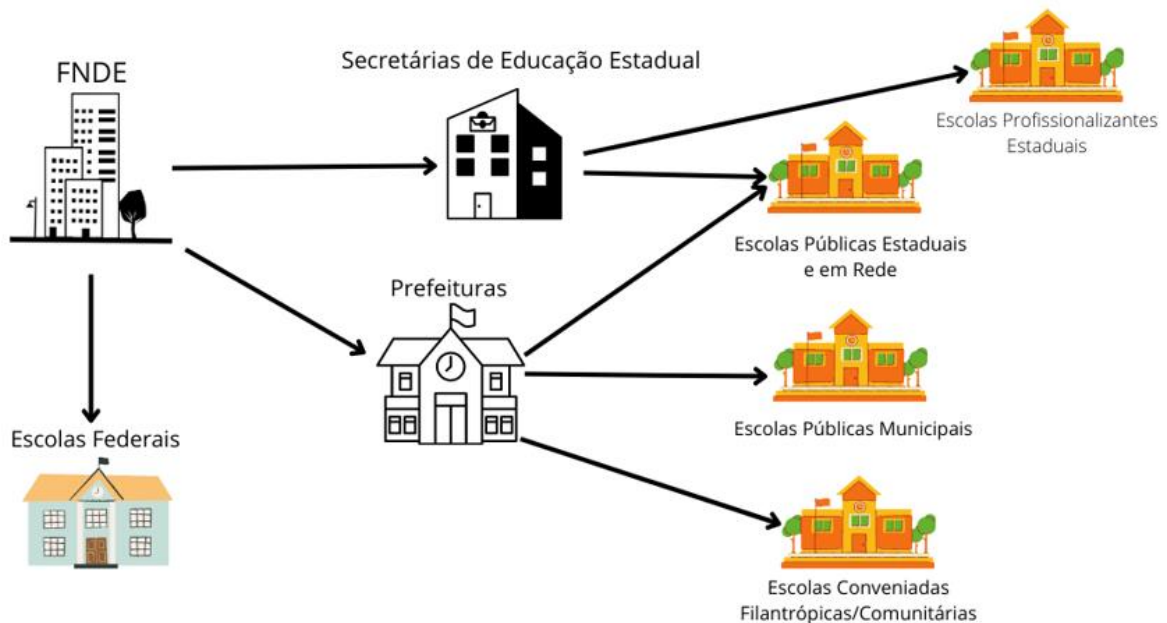 FNDE
Secretárias de Educação Estadual
Escolas Profissionalizantes
Estaduais
Escolas Públicas Estaduais
e em Rede
Prefeituras
Escolas Públicas Municipais
Escolas Federais
Escolas Conveniadas
Filantrópicas/Comunitárias